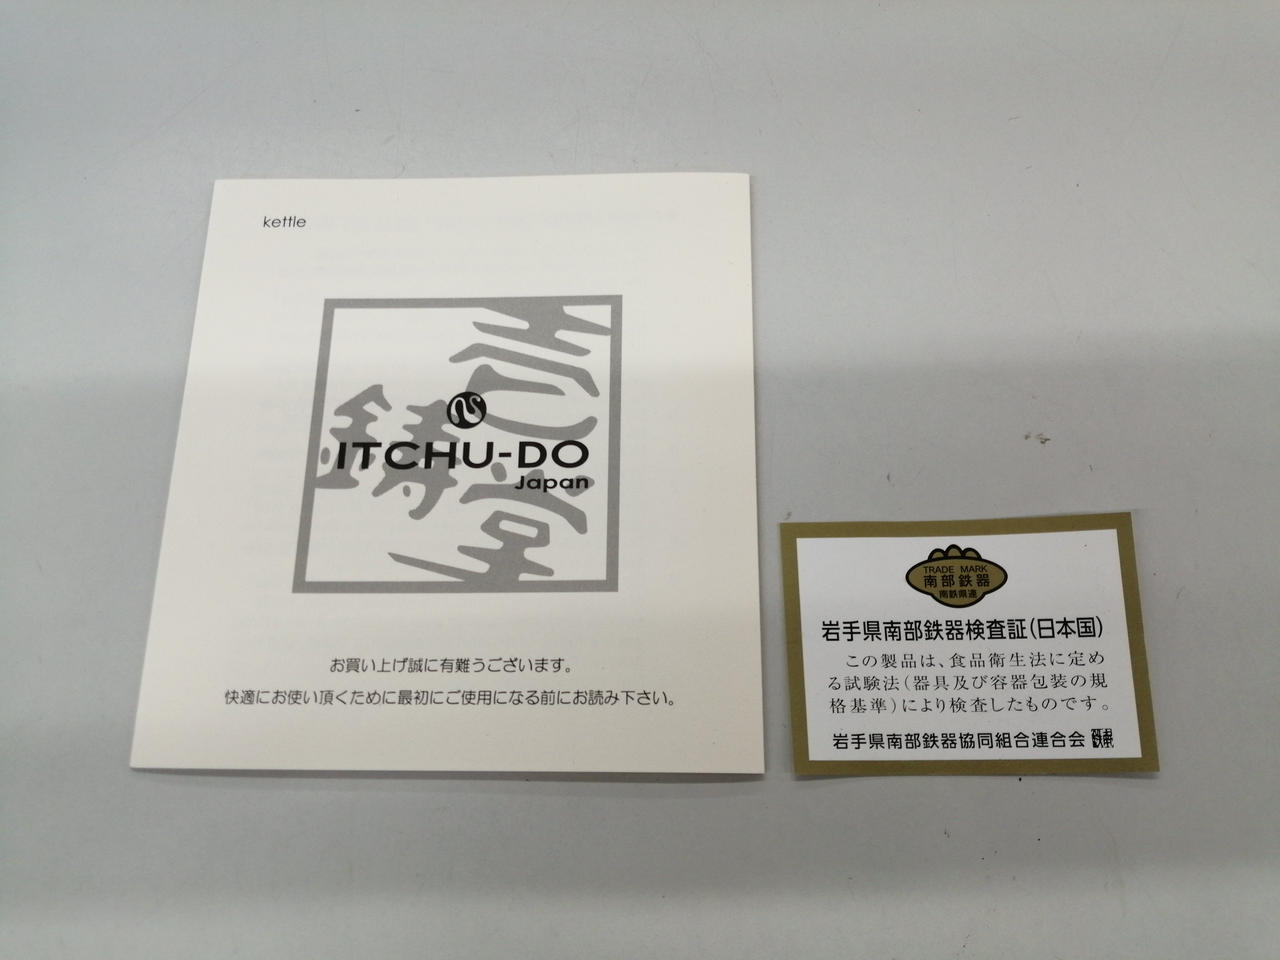 kettle
壱鋳堂
ITCHU-DO
Japan
お買い上げ誠に有難うございます。
快適にお使い頂くために最初にご使用になる前にお読み下さい。
TRADE MARK
南部鉄器
南鉄県連
岩手県南部鉄器検査証(日本国)
この製品は、食品衛生法に定め
る試験法(器具及び容器包装の規
格基準)により検査したものです。
岩手県南部鉄器協同組合連合会